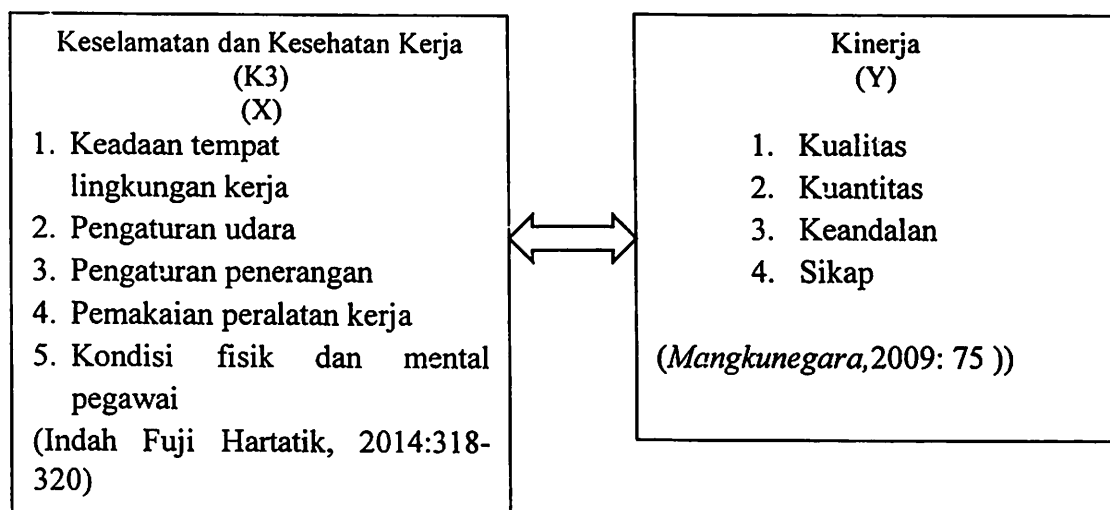 Keselamatan dan Kesehatan Kerja
(K3)
(X)
1. Keadaan tempat
lingkungan kerja
2. Pengaturan udara
3. Pengaturan penerangan
4. Pemakaian peralatan kerja
5. Kondisi fisik dan mental
pegawai
(Indah Fuji Hartatik, 2014:318-
320)
Kinerja
(Y)
1. Kualitas
2. Kuantitas
3. Keandalan
4. Sikap
(Mangkunegara,2009: 75 ))